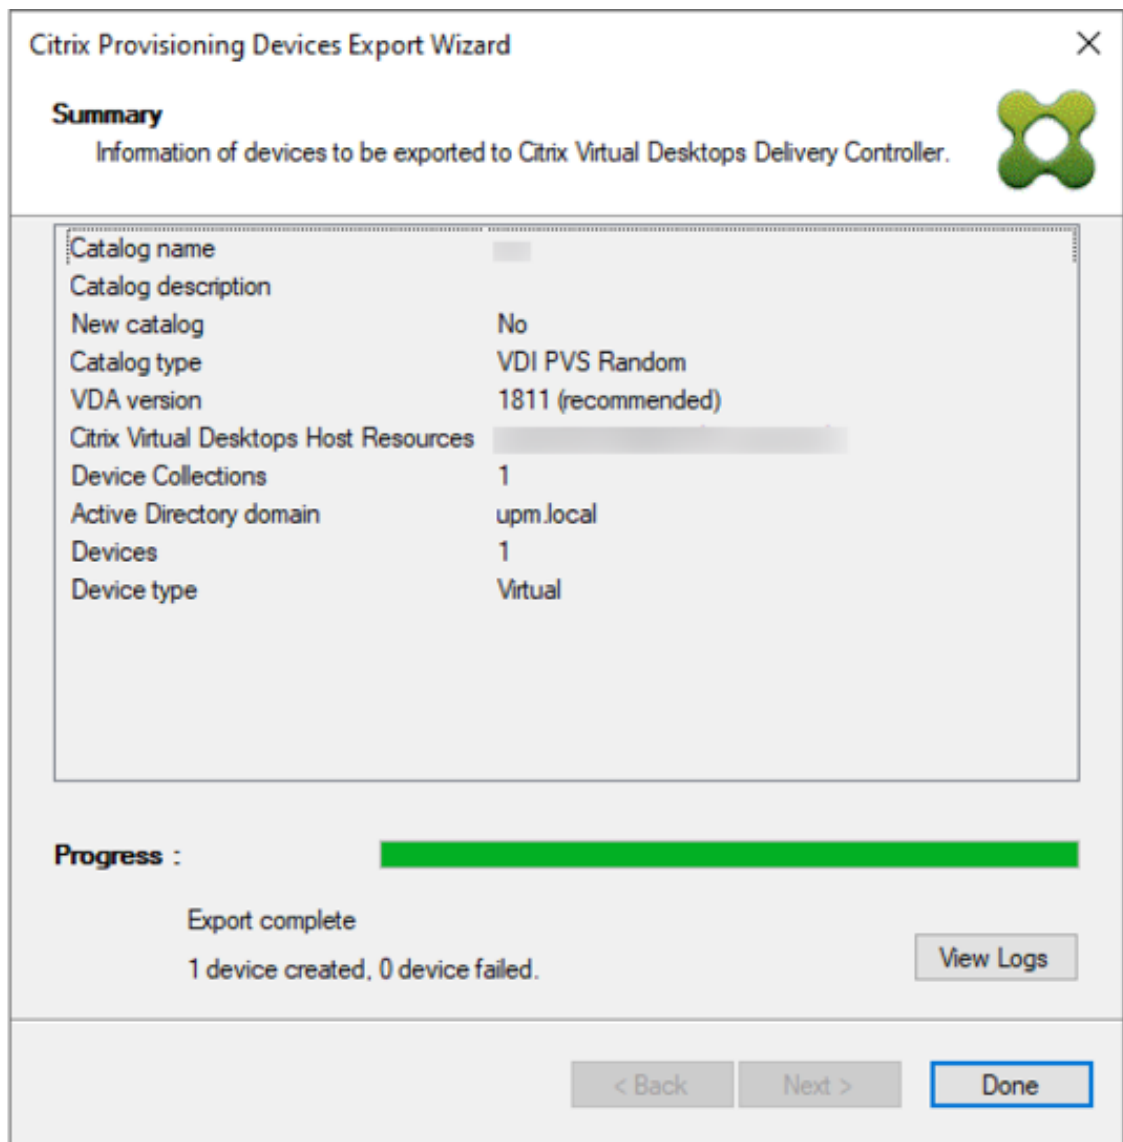 Citrix Provisioning Devices Export Wizard
Summary
Information of devices to be exported to Citrix Virtual Desktops Delivery Controller.
Catalog name
Catalog description
New catalog No
Catalog type VDI PVS Random
VDA version 1811 (recommended)
Citrix Virtual Desktops Host Resources
Device Collections 1
Active Directory domain upm.local
Devices 1
Device type Virtual
Progress :
Export complete
1 device created, 0 device failed.
View Logs
< Back Next > Done